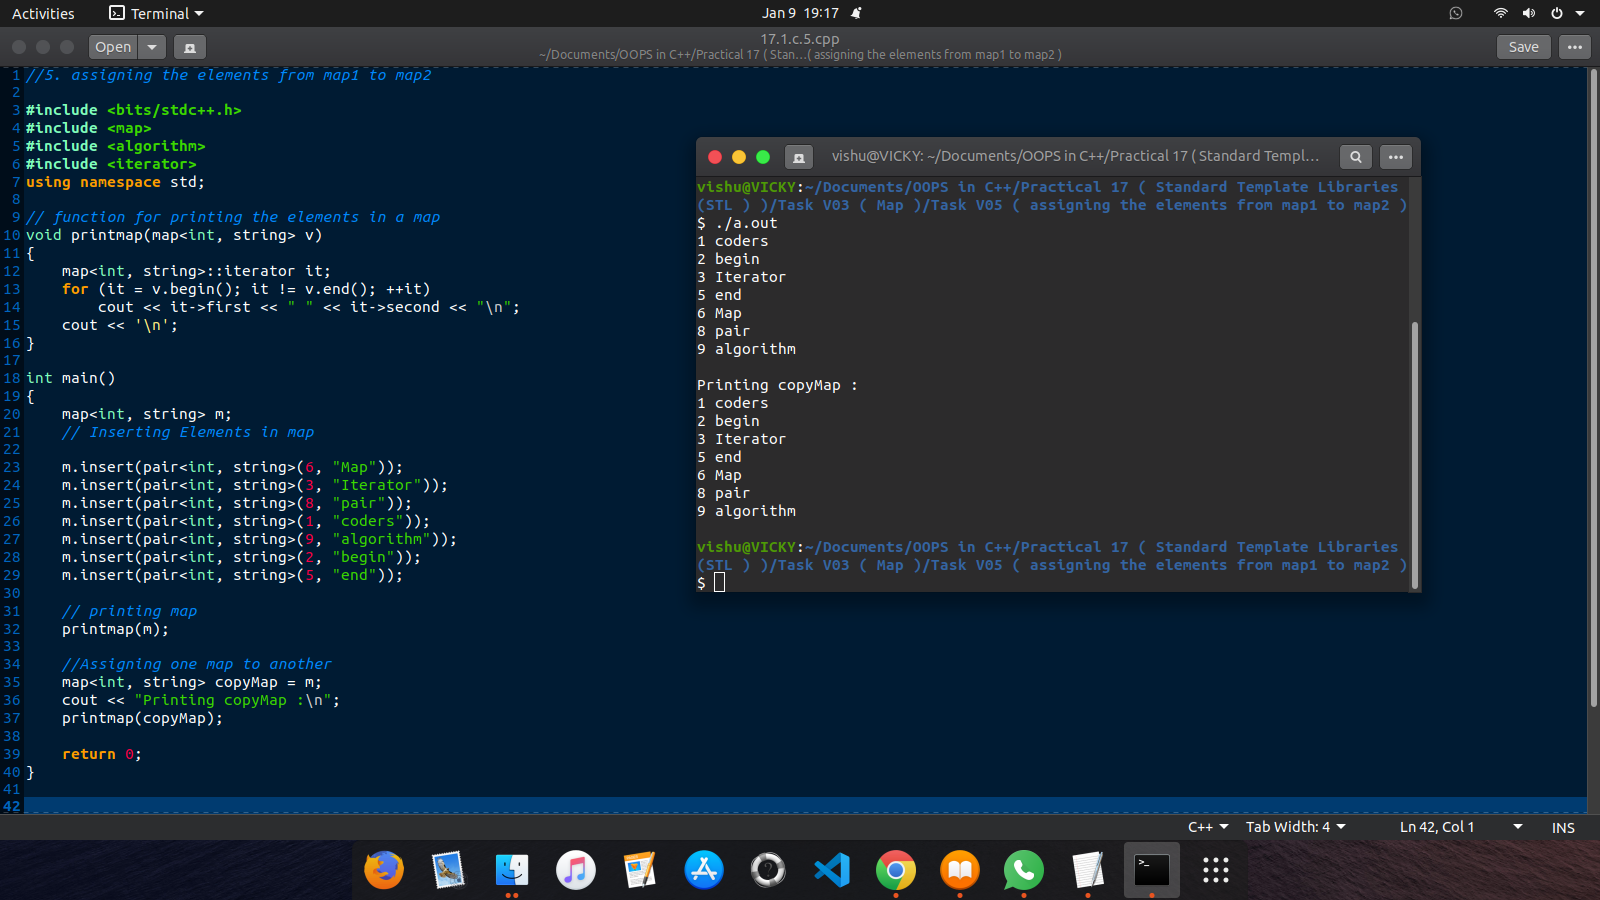 Activities
Terminal
Jan 9 19:17
Open
17.1.c.5.cpp
~/Documents/OOPS in C++/Practical 17 ( Stan...( assigning the elements from map1 to map2 )
Save
1 //5. assigning the elements from map1 to map2
2
3 #include <bits/stdc++.h>
4 #include <map>
5 #include <algorithm>
6 #include <iterator>
7 using namespace std;
8
9 // function for printing the elements in a map
10 void printmap(map<int, string> v)
11 {
12     map<int, string>::iterator it;
13     for (it = v.begin(); it != v.end(); ++it)
14         cout << it->first << " " << it->second << "\n";
15     cout << '\n';
16 }
17
18 int main()
19 {
20     map<int, string> m;
21     // Inserting Elements in map
22
23     m.insert(pair<int, string>(6, "Map"));
24     m.insert(pair<int, string>(3, "Iterator"));
25     m.insert(pair<int, string>(8, "pair"));
26     m.insert(pair<int, string>(1, "coders"));
27     m.insert(pair<int, string>(9, "algorithm"));
28     m.insert(pair<int, string>(2, "begin"));
29     m.insert(pair<int, string>(5, "end"));
30
31     // printing map
32     printmap(m);
33
34     //Assigning one map to another
35     map<int, string> copyMap = m;
36     cout << "Printing copyMap :\n";
37     printmap(copyMap);
38
39     return 0;
40 }
41
42
vishu@VICKY: ~/Documents/OOPS in C++/Practical 17 ( Standard Templ...
vishu@VICKY:~/Documents/OOPS in C++/Practical 17 ( Standard Template Libraries
(STL ) )/Task V03 ( Map )/Task V05 ( assigning the elements from map1 to map2 )
$ ./a.out
1 coders
2 begin
3 Iterator
5 end
6 Map
8 pair
9 algorithm
Printing copyMap :
1 coders
2 begin
3 Iterator
5 end
6 Map
8 pair
9 algorithm
vishu@VICKY:~/Documents/OOPS in C++/Practical 17 ( Standard Template Libraries
(STL ) )/Task V03 ( Map )/Task V05 ( assigning the elements from map1 to map2 )
$
C++
Tab Width: 4
Ln 42, Col 1
INS